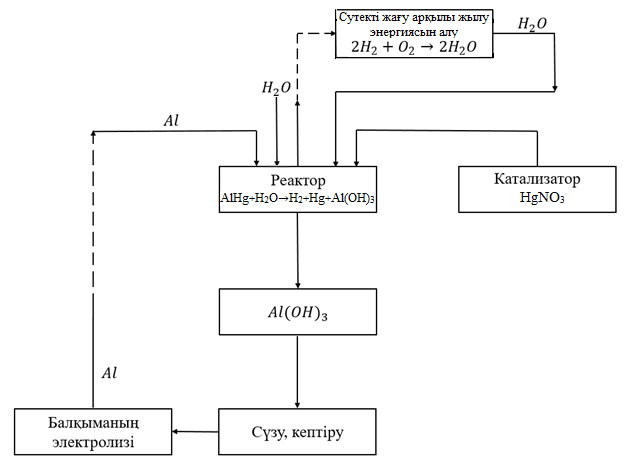 Сутекті жағу арқылы жылу
энергиясын алу
2H₂ + O₂ → 2H₂O
H₂O
H₂O
Al
Реактор
AlHg+H₂O→H₂+Hg+Al(OH)₃
Катализатор
HgNO₃
Al(OH)₃
Al
Балқыманың
электролизі
Сүзу, кептіру